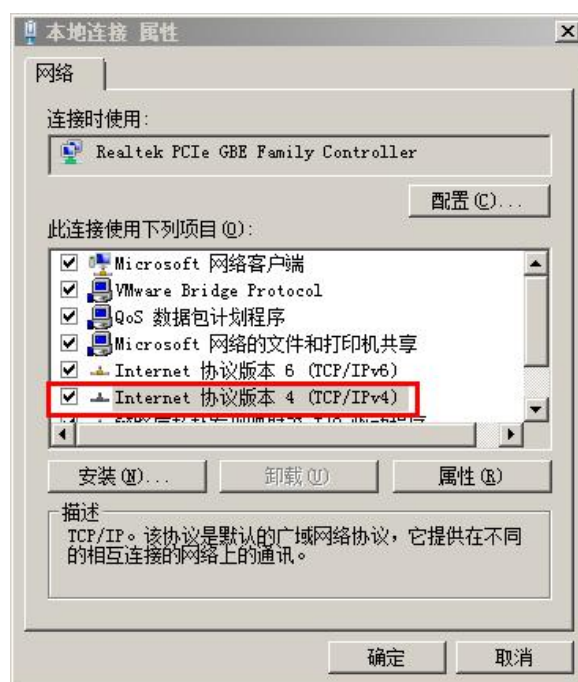 本地连接 属性
网络
连接时使用:
Realtek PCIe GBE Family Controller
配置(C)...
此连接使用下列项目(O):
Microsoft 网络客户端
VMware Bridge Protocol
QoS 数据包计划程序
Microsoft 网络的文件和打印机共享
Internet 协议版本 6 (TCP/IPv6)
Internet 协议版本 4 (TCP/IPv4)
安装(N)...
卸载(U)
属性(R)
描述
TCP/IP。该协议是默认的广域网络协议，它提供在不同
的相互连接的网络上的通讯。
确定
取消